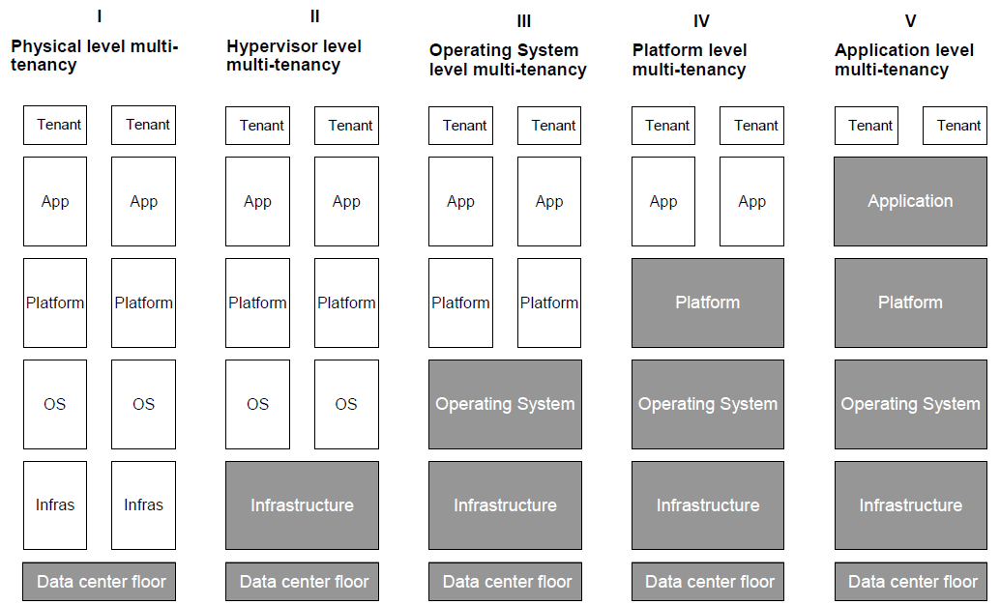 I
II
III
IV
V
Physical level multi-
tenancy
Hypervisor level
multi-tenancy
Operating System
level multi-tenancy
Platform level
multi-tenancy
Application level
multi-tenancy
Tenant Tenant Tenant Tenant Tenant Tenant Tenant Tenant Tenant Tenant
App App App App App App App App Application
Platform Platform Platform Platform Platform Platform Platform Platform
OS OS OS OS Operating System Operating System Operating System
Infras Infras Infrastructure Infrastructure Infrastructure Infrastructure
Data center floor Data center floor Data center floor Data center floor Data center floor